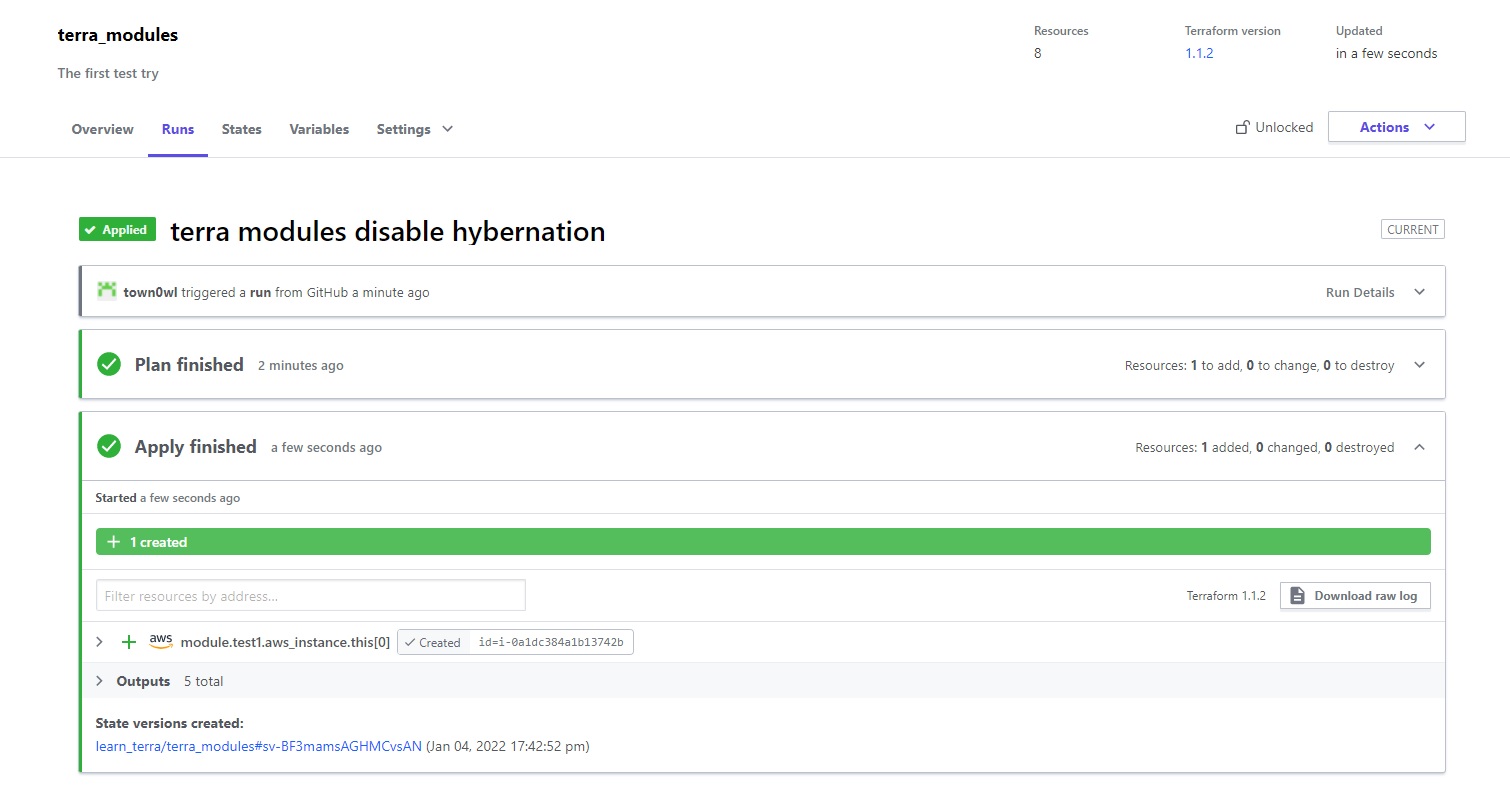 terra_modules
The first test try
Resources
8
Terraform version
1.1.2
Updated
in a few seconds
Overview Runs States Variables Settings
Unlocked Actions
Applied terra modules disable hybernation CURRENT
town0wl triggered a run from GitHub a minute ago Run Details
Plan finished 2 minutes ago Resources: 1 to add, 0 to change, 0 to destroy
Apply finished a few seconds ago Resources: 1 added, 0 changed, 0 destroyed
Started a few seconds ago
+ 1 created
Filter resources by address... Terraform 1.1.2 Download raw log
+ aws module.test1.aws_instance.this[0] Created id=i-0a1dc384a1b13742b
Outputs 5 total
State versions created:
learn_terra/terra_modules#sv-BF3mamsAGHMCvsAN (Jan 04, 2022 17:42:52 pm)